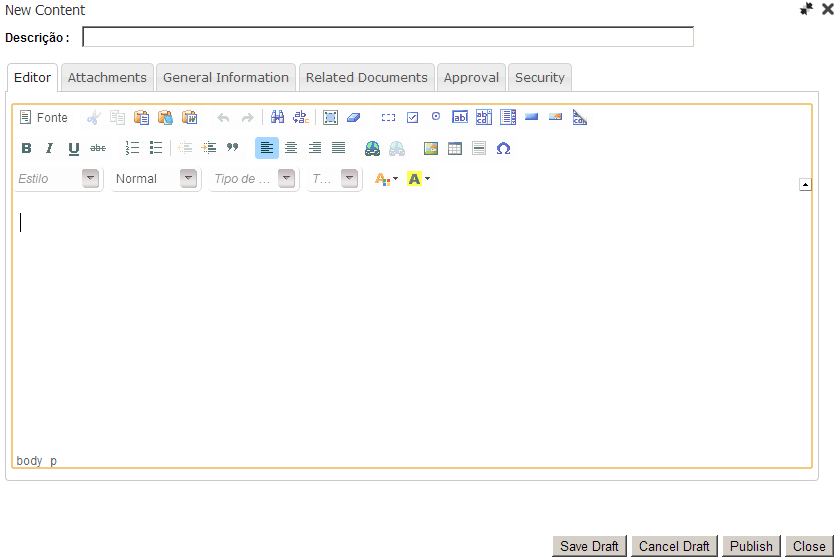 New Content
Descrição :
Editor Attachments General Information Related Documents Approval Security
Fonte
B I U abc
Estilo Normal Tipo de ... T...
body p
Save Draft Cancel Draft Publish Close